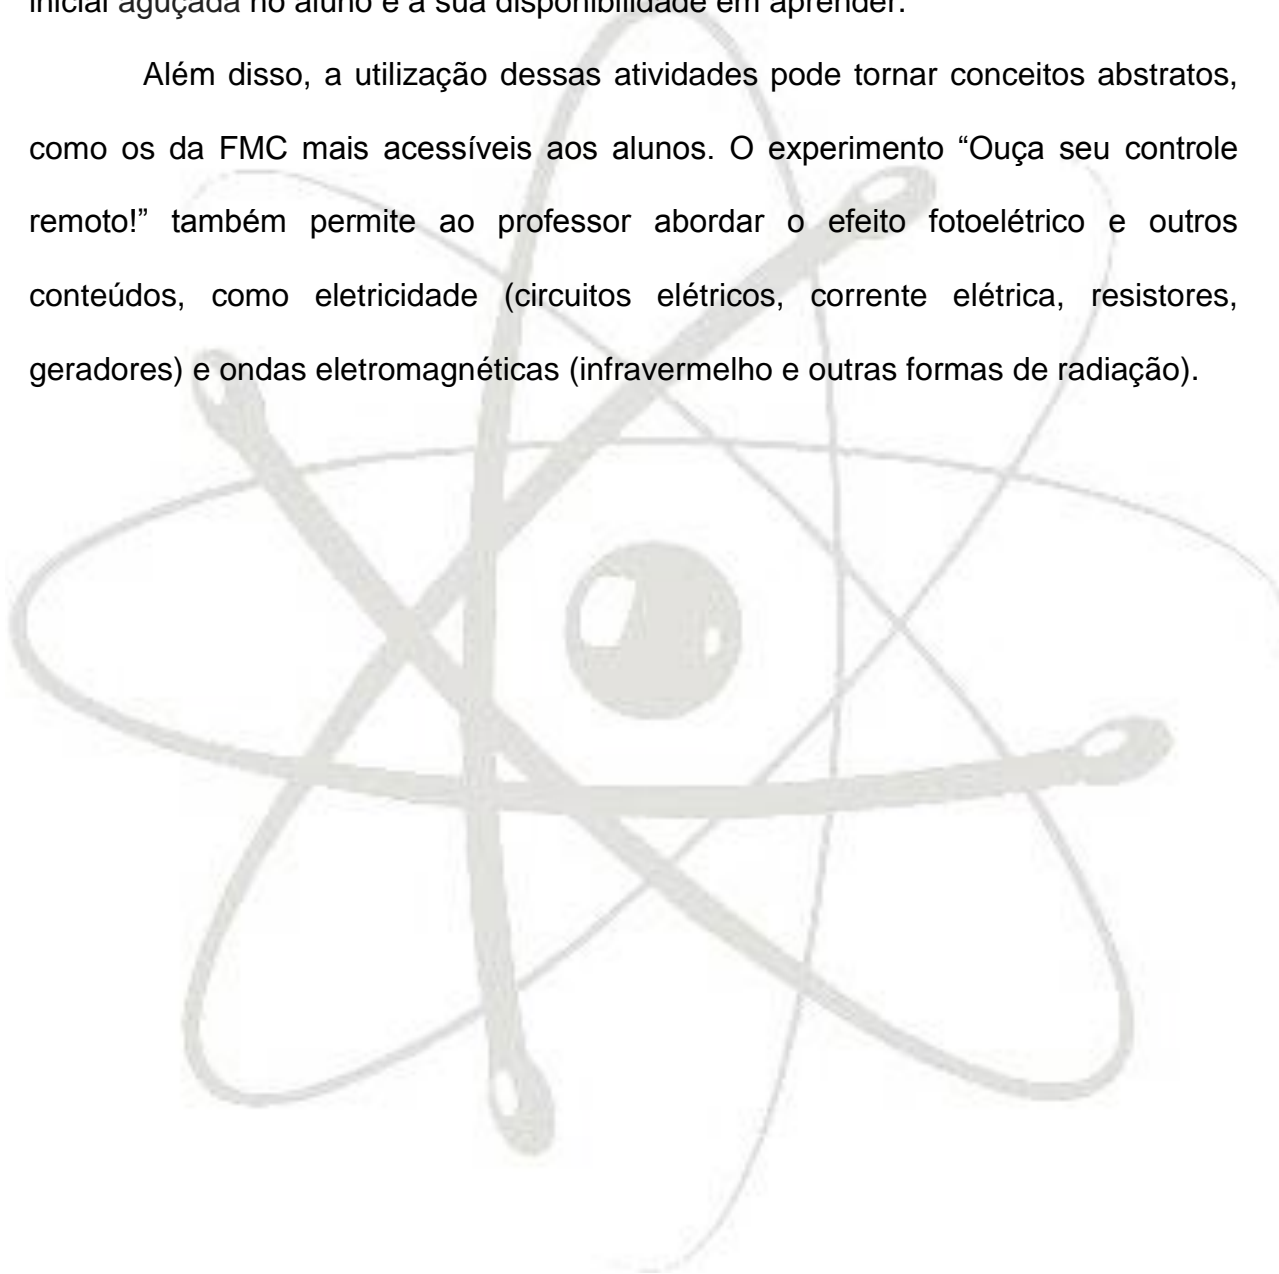 inicial aguçada no aluno e a sua disponibilidade em aprender.
Além disso, a utilização dessas atividades pode tornar conceitos abstratos,
como os da FMC mais acessíveis aos alunos. O experimento “Ouça seu controle
remoto!” também permite ao professor abordar o efeito fotoelétrico e outros
conteúdos, como eletricidade (circuitos elétricos, corrente elétrica, resistores,
geradores) e ondas eletromagnéticas (infravermelho e outras formas de radiação).